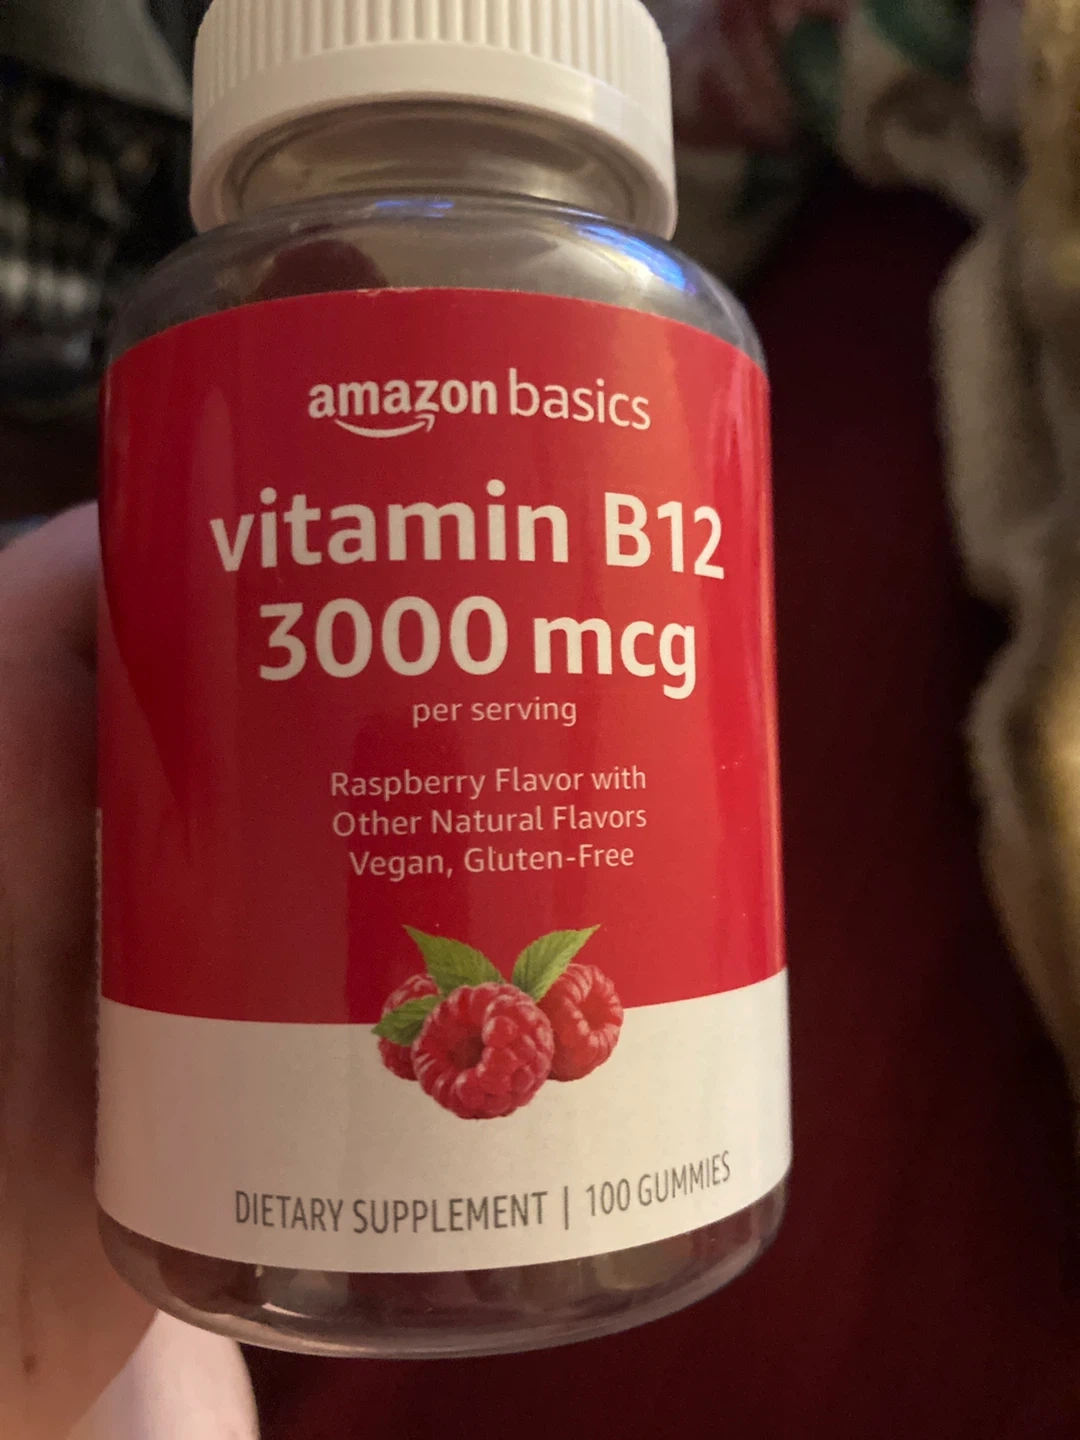 amazon basics
vitamin B12
3000 mcg
per serving
Raspberry Flavor with
Other Natural Flavors
Vegan, Gluten-Free
DIETARY SUPPLEMENT | 100 GUMMIES